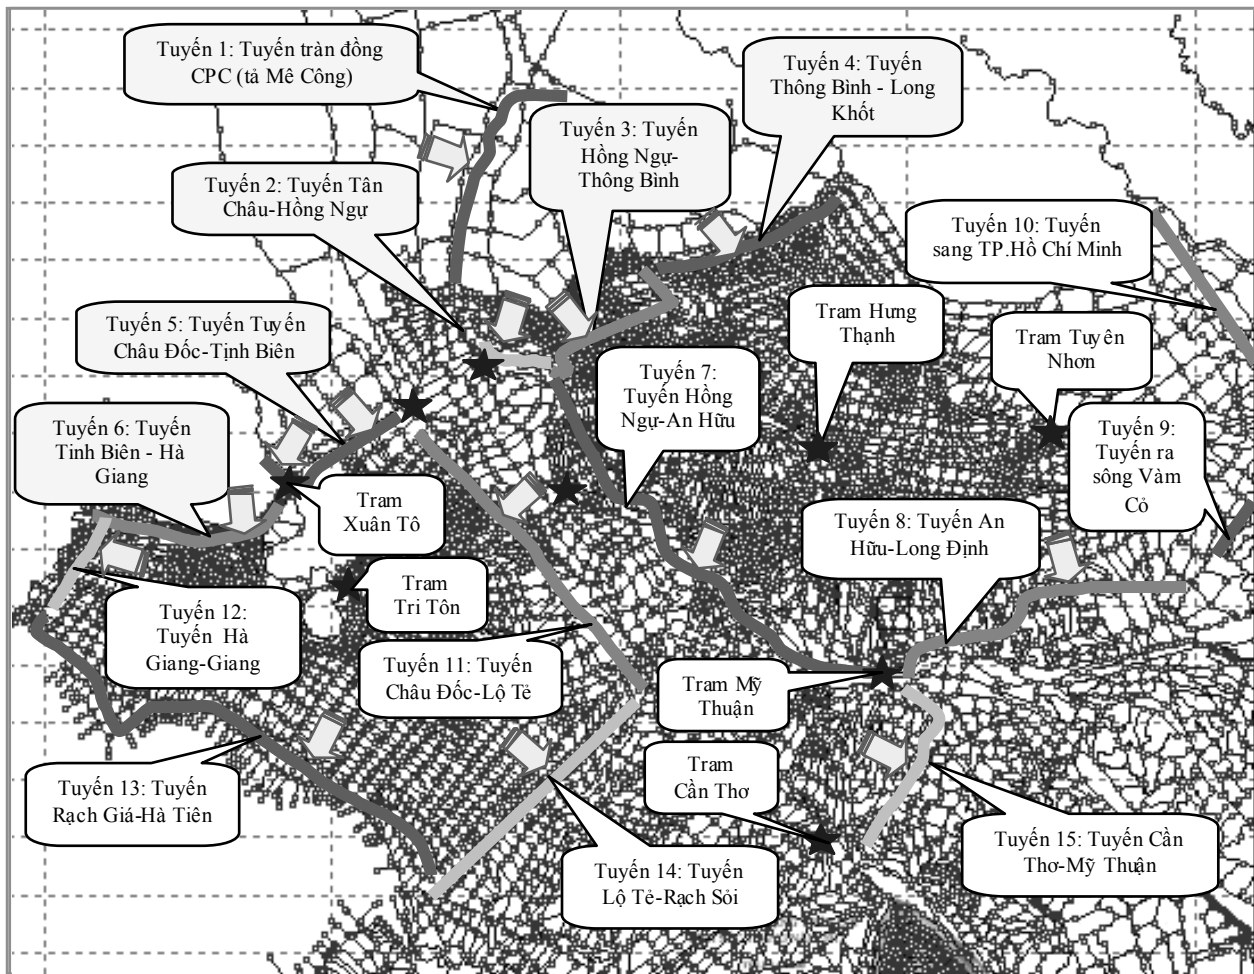 Tuyến 1: Tuyến tràn đồng
CPC (tả Mê Công)
Tuyến 4: Tuyến
Thông Bình - Long
Khốt
Tuyến 3: Tuyến
Hồng Ngự-
Thông Bình
Tuyến 2: Tuyến Tân
Châu-Hồng Ngự
Tuyến 10: Tuyến
sang TP.Hồ Chí Minh
Tuyến 5: Tuyến Tuyến
Châu Đốc-Tịnh Biên
Tram Hưng
Thạnh
Tram Tuyên
Nhơn
Tuyến 7:
Tuyến Hồng
Ngự-An Hữu
Tuyến 6: Tuyến
Tinh Biên - Hà
Giang
Tuyến 9:
Tuyến ra
sông Vàm
Cỏ
Tram
Xuân Tô
Tuyến 8: Tuyến An
Hữu-Long Định
Tram
Tri Tôn
Tuyến 12:
Tuyến Hà
Giang-Giang
Tuyến 11: Tuyến
Châu Đốc-Lộ Tẻ
Tram Mỹ
Thuận
Tram
Cần Thơ
Tuyến 13: Tuyến
Rạch Giá-Hà Tiên
Tuyến 14: Tuyến
Lộ Tẻ-Rạch Sỏi
Tuyến 15: Tuyến Cần
Thơ-Mỹ Thuận